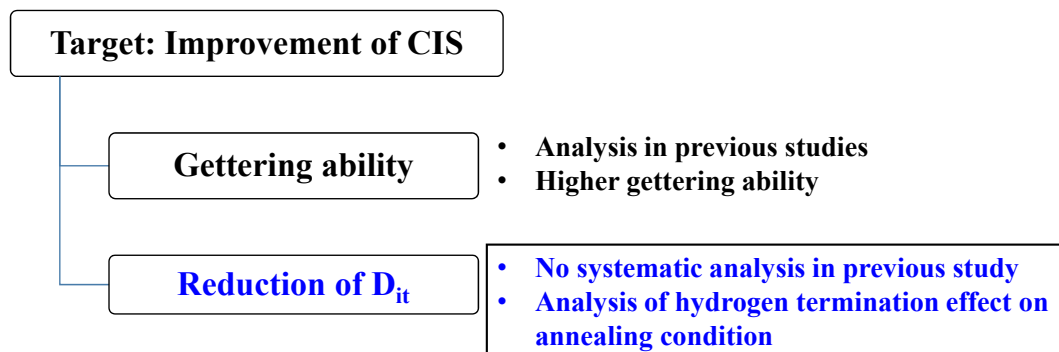 Target: Improvement of CIS
Gettering ability
• Analysis in previous studies
• Higher gettering ability
Reduction of Dit
• No systematic analysis in previous study
• Analysis of hydrogen termination effect on
annealing condition